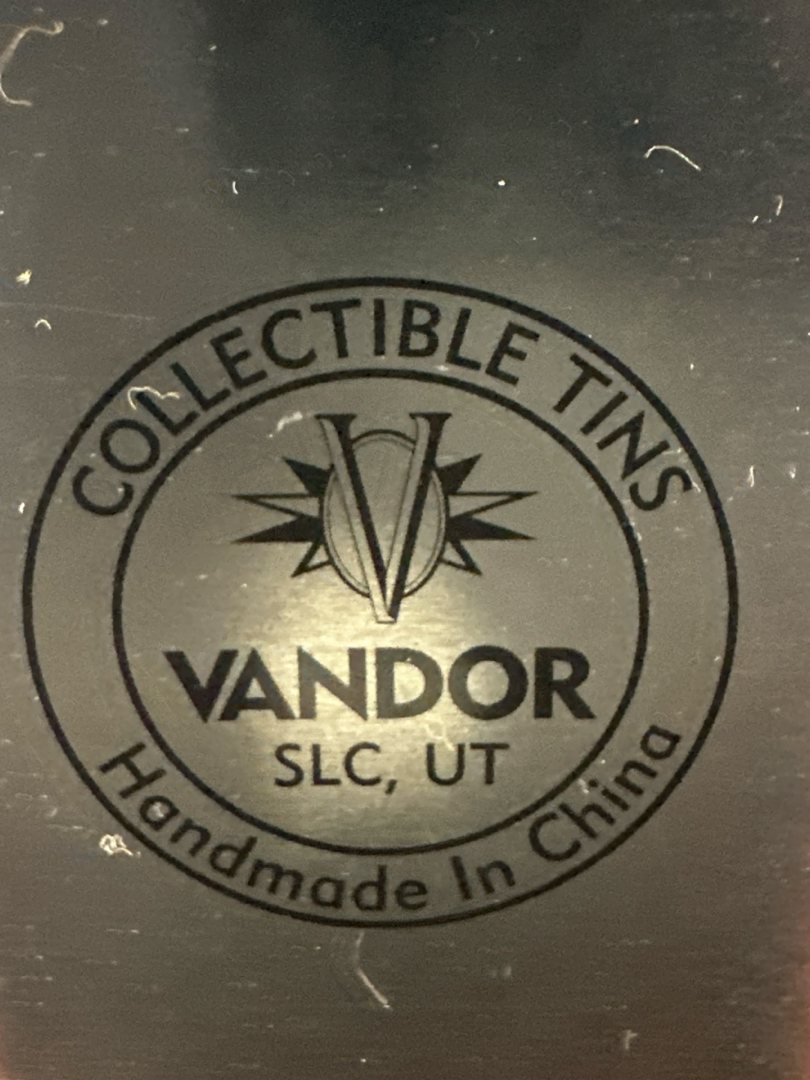 COLLECTIBLE TINS
V
VANDOR
SLC, UT
Handmade In China